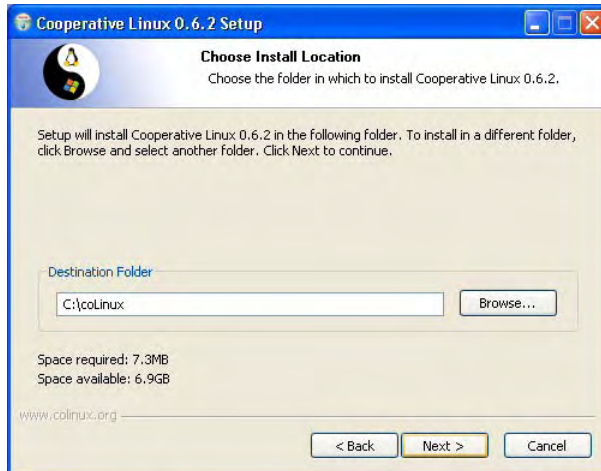 Cooperative Linux 0.6.2 Setup
Choose Install Location
Choose the folder in which to install Cooperative Linux 0.6.2.
Setup will install Cooperative Linux 0.6.2 in the following folder. To install in a different folder,
click Browse and select another folder. Click Next to continue.
Destination Folder
C:\coLinux
Browse...
Space required: 7.3MB
Space available: 6.9GB
www.colinux.org
< Back
Next >
Cancel